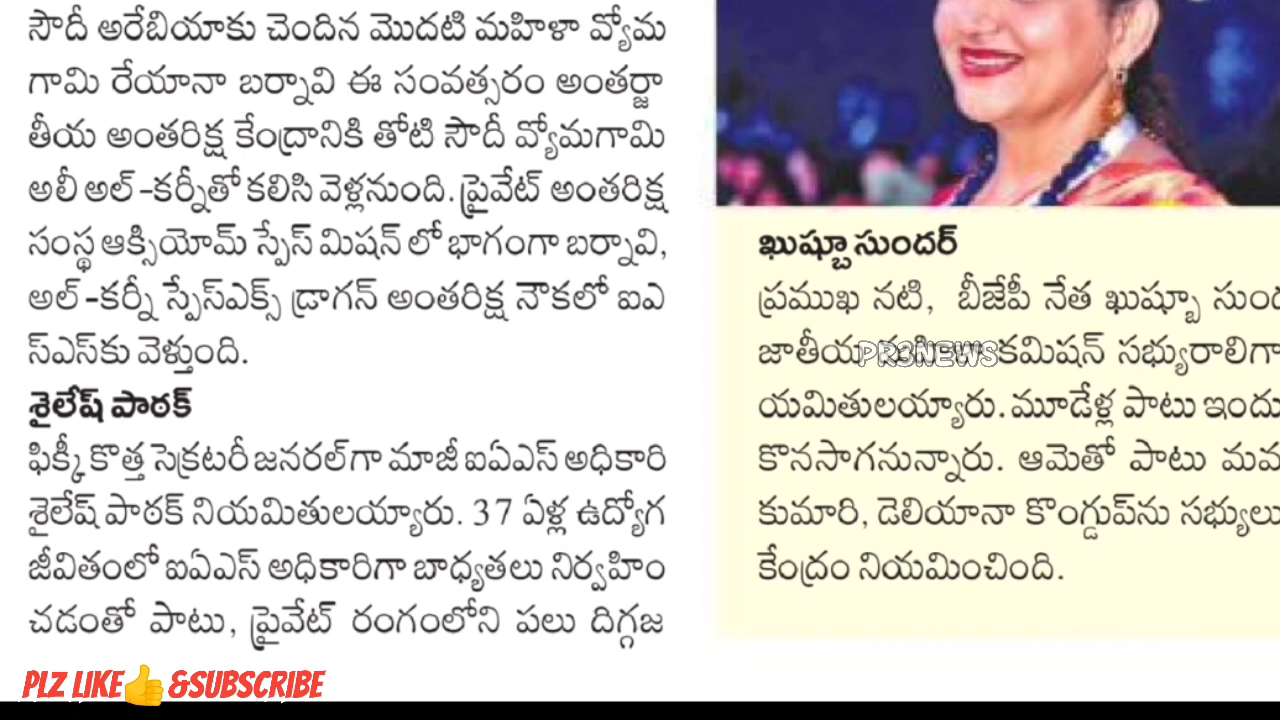 సౌదీ అరేబియాకు చెందిన మొదటి మహిళా వ్యోమ
గామి రేయానా బర్నావి ఈ సంవత్సరం అంతర్జా
తీయ అంతరిక్ష కేంద్రానికి తోటి సౌదీ వ్యోమగామి
అలీ అల్-కర్నీతో కలిసి వెళ్లనుంది. ప్రైవేట్ అంతరిక్ష
సంస్థ ఆక్సియోమ్ స్పేస్ మిషన్ లో భాగంగా బర్నావి,
అల్-కర్నీ స్పేస్ఎక్స్ డ్రాగన్ అంతరిక్ష నౌకలో ఐఎ
స్ఎస్‌కు వెళ్తుంది.
శైలేష్ పాఠక్
ఫిక్కీ కొత్త సెక్రటరీ జనరల్‌గా మాజీ ఐఏఎస్ అధికారి
శైలేష్ పాఠక్ నియమితులయ్యారు. 37 ఏళ్ల ఉద్యోగ
జీవితంలో ఐఏఎస్ అధికారిగా బాధ్యతలు నిర్వహిం
చడంతో పాటు, ప్రైవేట్ రంగంలోని పలు దిగ్గజ
ఖుష్బూ సుందర్
ప్రముఖ నటి, బీజేపీ నేత ఖుష్బూ
జాతీయ కమిషన్ సభ్యురాలిగా
PR3NEWS
యమితులయ్యారు. మూడేళ్ల పాటు ఇందు
కొనసాగనున్నారు. ఆమెతో పాటు మమ
కుమారి, డెలియానా కొంగ్డుప్‌ను సభ్యులు
కేంద్రం నియమించింది.
PLZ LIKE👍&SUBSCRIBE